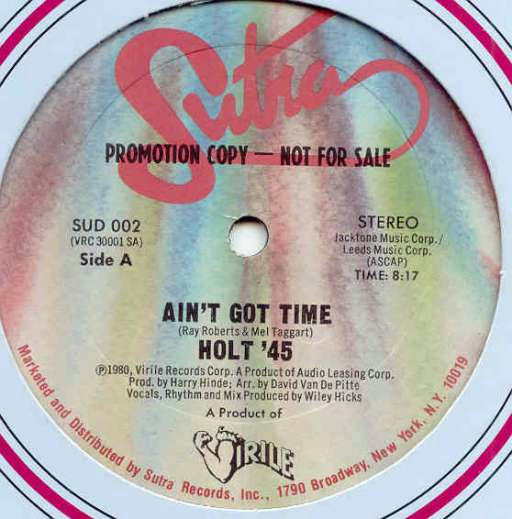 Sutra
PROMOTION COPY — NOT FOR SALE
SUD 002
(VRC 30001 SA)
Side A
STEREO
Jacktone Music Corp./
Leeds Music Corp.
(ASCAP)
TIME: 8:17
AIN'T GOT TIME
(Ray Roberts & Mel Taggart)
HOLT '45
Ⓟ1980, Virile Records Corp. A Product of Audio Leasing Corp.
Prod. by Harry Hinde; Arr. by David Van De Pitte
Vocals, Rhythm and Mix Produced by Wiley Hicks
A Product of
VIRILE
Marketed and Distributed by Sutra Records, Inc., 1790 Broadway, New York, N.Y. 10019